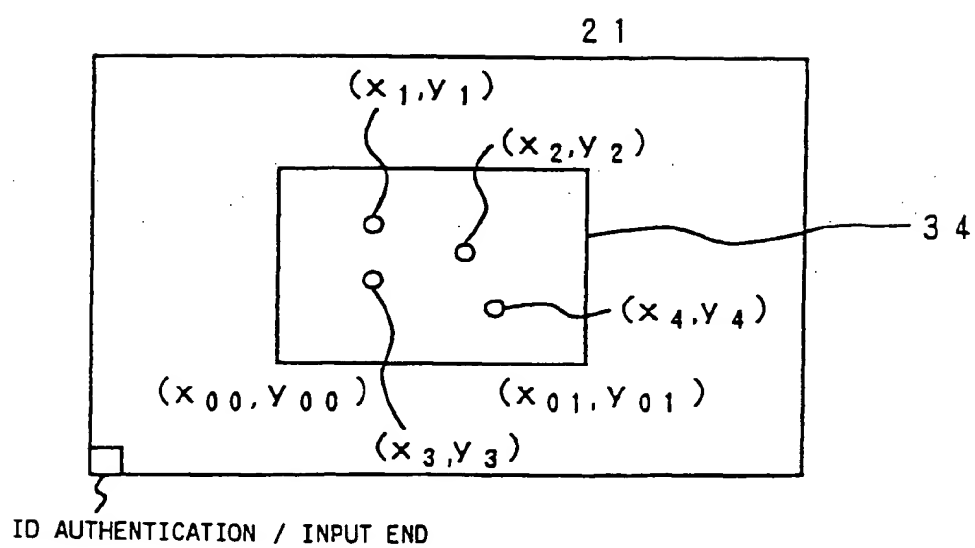 21
(x1,y1)
(x2,y2)
34
(x4,y4)
(x00,y00)
(x01,y01)
(x3,y3)
ID AUTHENTICATION / INPUT END